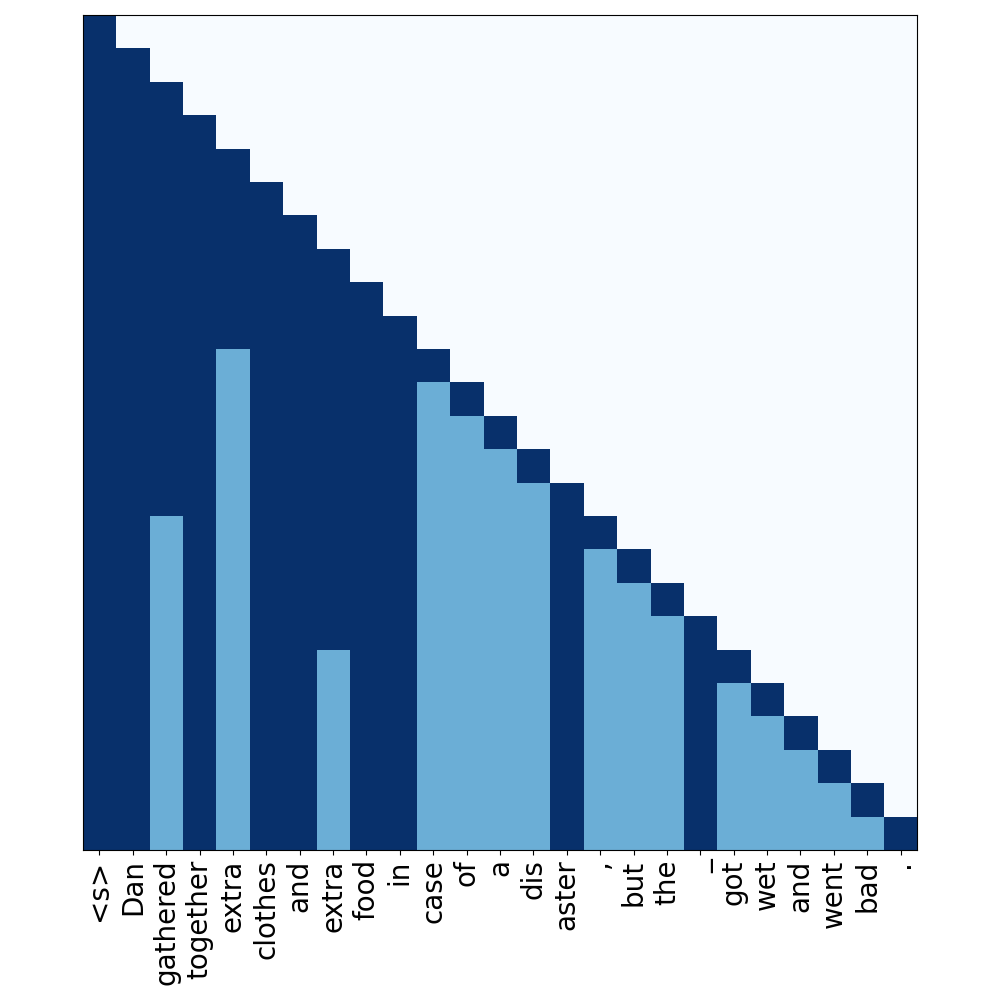 <s> Dan gathered together extra clothes and extra food in case of a dis aster , but the _ got wet and went bad .